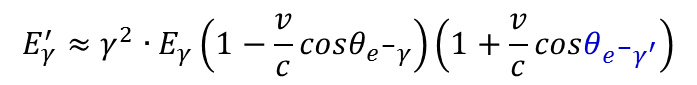 E′γ ≈ γ² · Eγ (1 − v/c cosθe⁻γ) (1 + v/c cosθe⁻γ′)